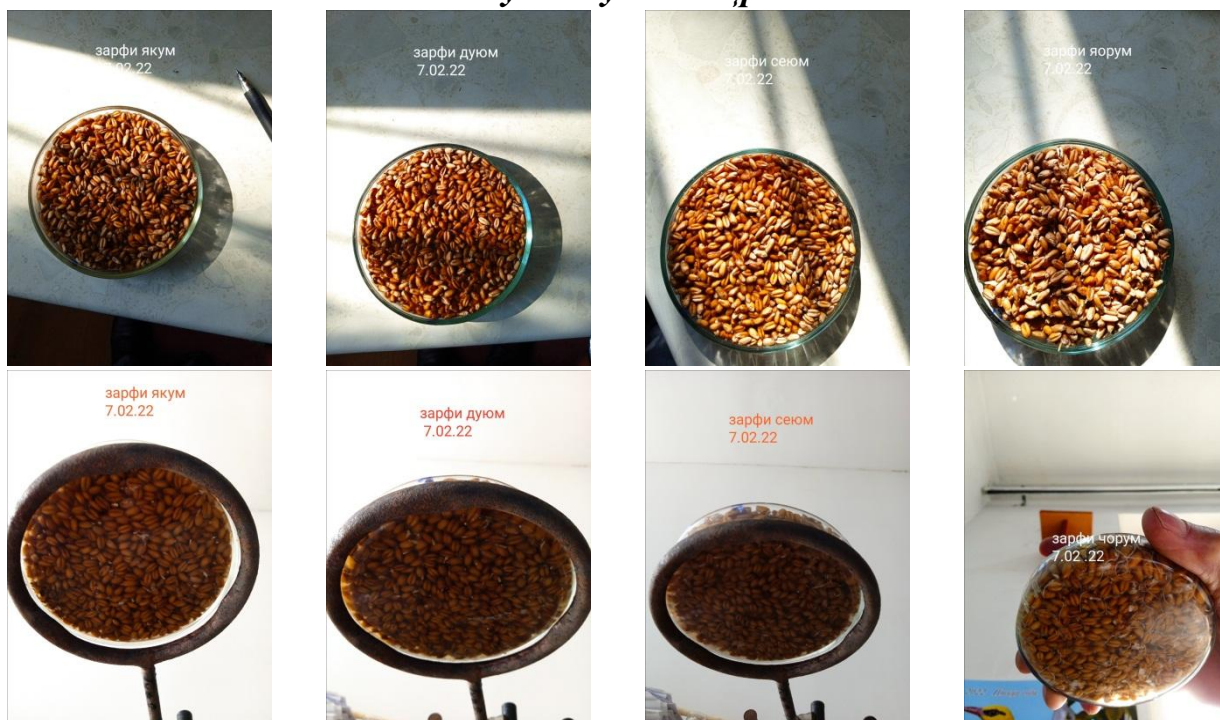 зарфи якум
7.02.22
зарфи дуюм
7.02.22
зарфи сеюм
7.02.22
зарфи яорум
7.02.22
зарфи якум
7.02.22
зарфи дуюм
7.02.22
зарфи сеюм
7.02.22
зарфи чорум
7.02.22